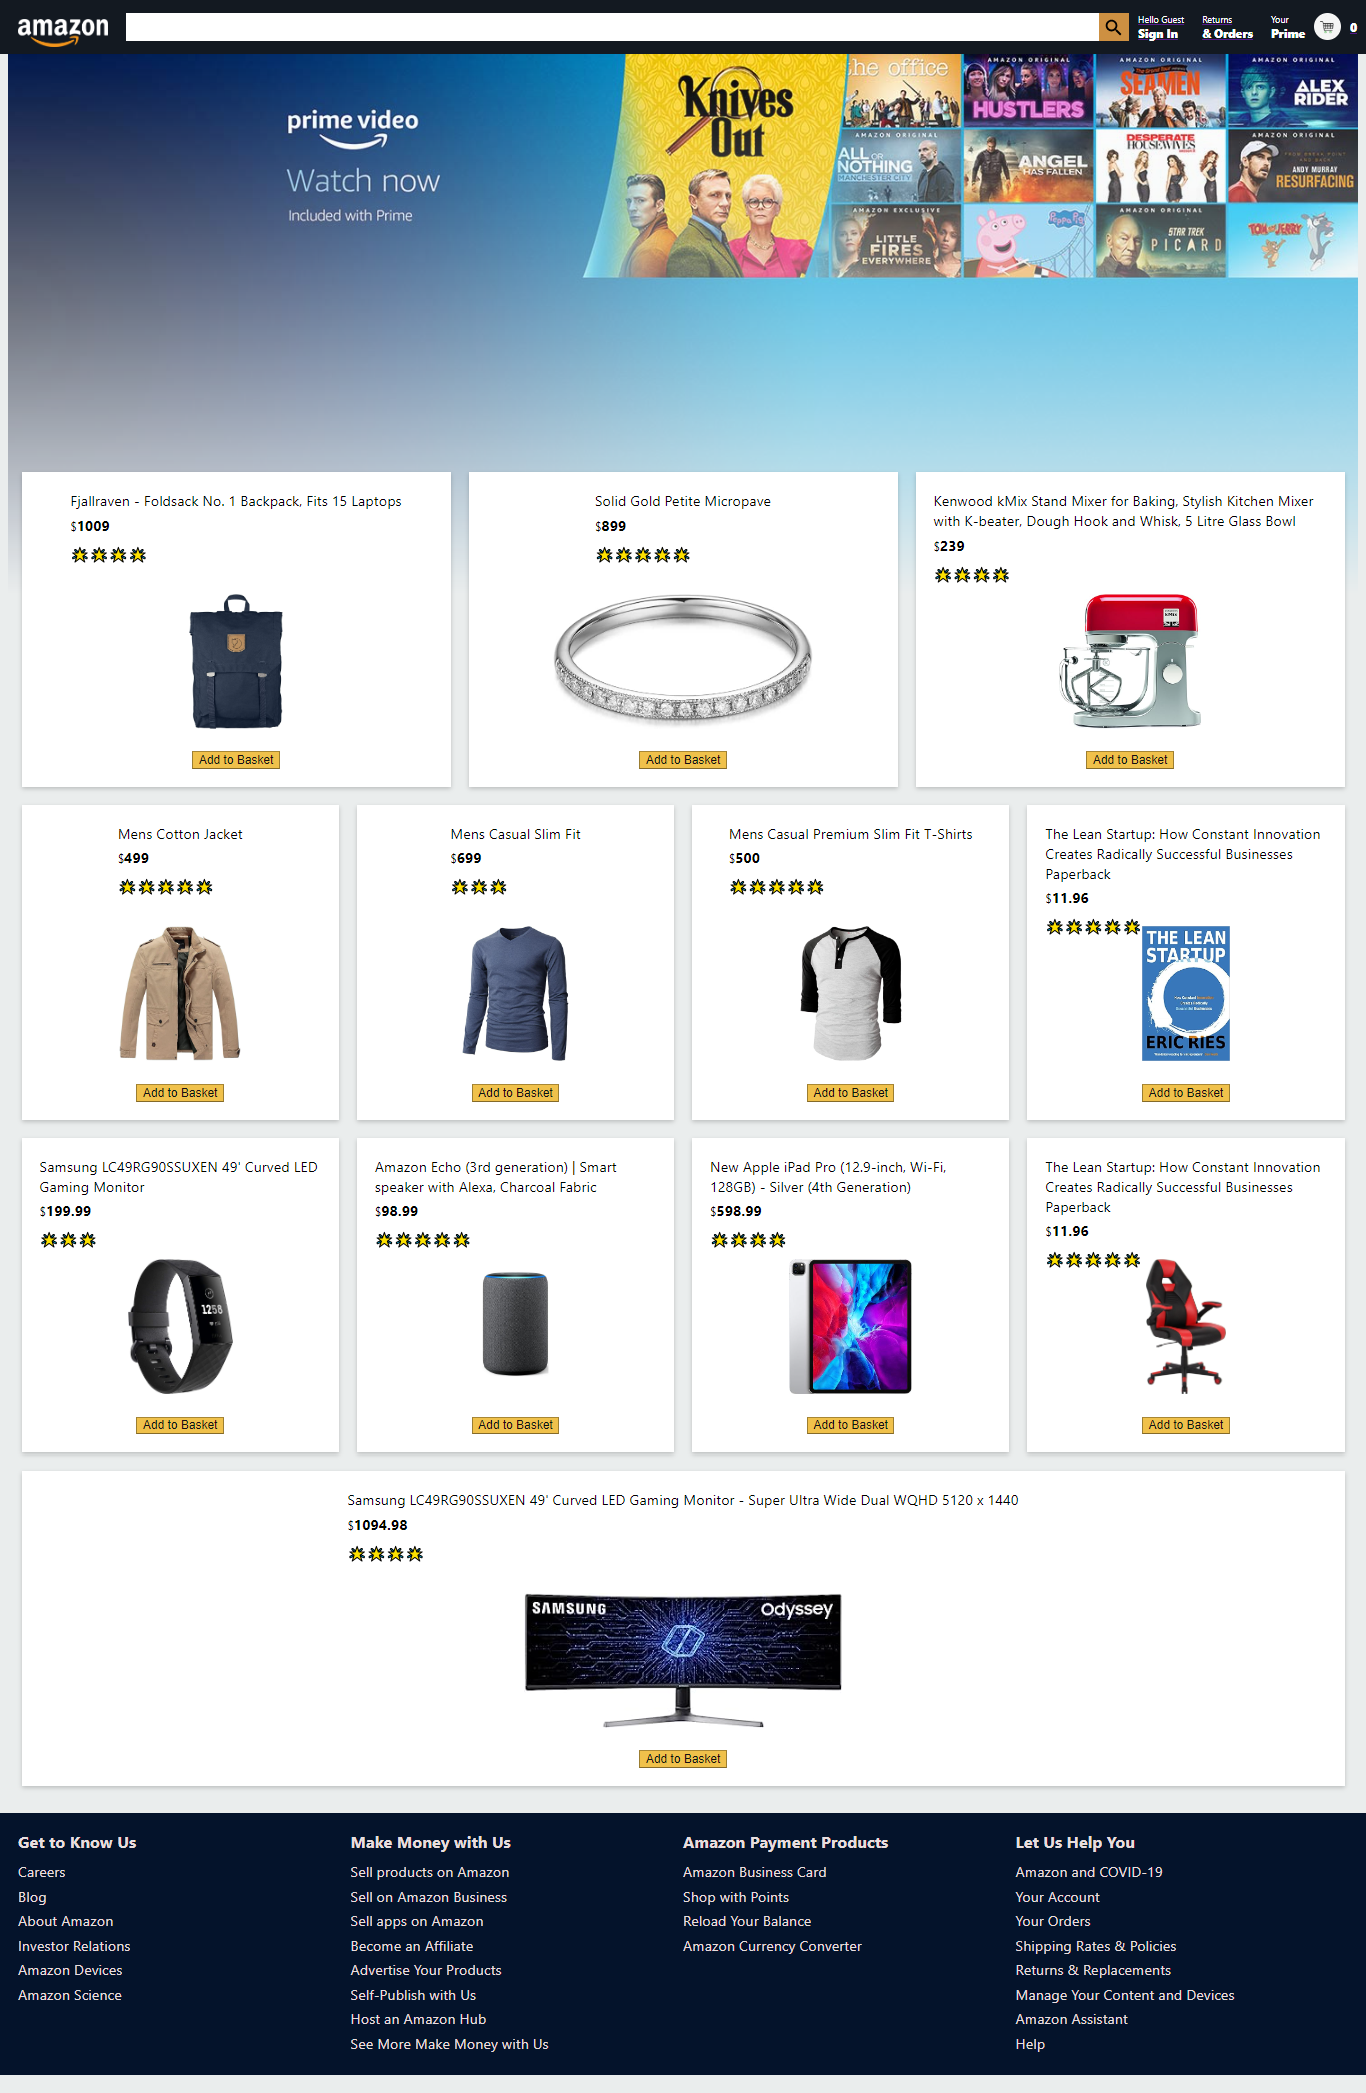 amazon
Hello Guest
Sign In
Returns
& Orders
Your
Prime
0
prime video
Watch now
Included with Prime
Knives
Out
the office
AMAZON ORIGINAL
HUSTLERS
AMAZON ORIGINAL
SEAMEN
AMAZON ORIGINAL
ALEX
RIDER
AMAZON ORIGINAL
ALL OR
NOTHING
MANCHESTER CITY
ANGEL
HAS FALLEN
DESPERATE
HOUSEWIVES
AMAZON ORIGINAL
ANDY MURRAY
RESURFACING
AMAZON EXCLUSIVE
LITTLE
FIRES
EVERYWHERE
Peppa Pig
AMAZON ORIGINAL
STAR TREK
PICARD
TOM and JERRY
Fjallraven - Foldsack No. 1 Backpack, Fits 15 Laptops
$1009
Add to Basket
Solid Gold Petite Micropave
$899
Add to Basket
Kenwood kMix Stand Mixer for Baking, Stylish Kitchen Mixer
with K-beater, Dough Hook and Whisk, 5 Litre Glass Bowl
$239
kMix
Add to Basket
Mens Cotton Jacket
$499
Add to Basket
Mens Casual Slim Fit
$699
Add to Basket
Mens Casual Premium Slim Fit T-Shirts
$500
Add to Basket
The Lean Startup: How Constant Innovation
Creates Radically Successful Businesses
Paperback
$11.96
THE LEAN
STARTUP
ERIC RIES
Add to Basket
Samsung LC49RG90SSUXEN 49' Curved LED
Gaming Monitor
$199.99
1258
Add to Basket
Amazon Echo (3rd generation) | Smart
speaker with Alexa, Charcoal Fabric
$98.99
Add to Basket
New Apple iPad Pro (12.9-inch, Wi-Fi,
128GB) - Silver (4th Generation)
$598.99
Add to Basket
The Lean Startup: How Constant Innovation
Creates Radically Successful Businesses
Paperback
$11.96
Add to Basket
Samsung LC49RG90SSUXEN 49' Curved LED Gaming Monitor - Super Ultra Wide Dual WQHD 5120 x 1440
$1094.98
SAMSUNG
Odyssey
Add to Basket
Get to Know Us
Careers
Blog
About Amazon
Investor Relations
Amazon Devices
Amazon Science
Make Money with Us
Sell products on Amazon
Sell on Amazon Business
Sell apps on Amazon
Become an Affiliate
Advertise Your Products
Self-Publish with Us
Host an Amazon Hub
See More Make Money with Us
Amazon Payment Products
Amazon Business Card
Shop with Points
Reload Your Balance
Amazon Currency Converter
Let Us Help You
Amazon and COVID-19
Your Account
Your Orders
Shipping Rates & Policies
Returns & Replacements
Manage Your Content and Devices
Amazon Assistant
Help